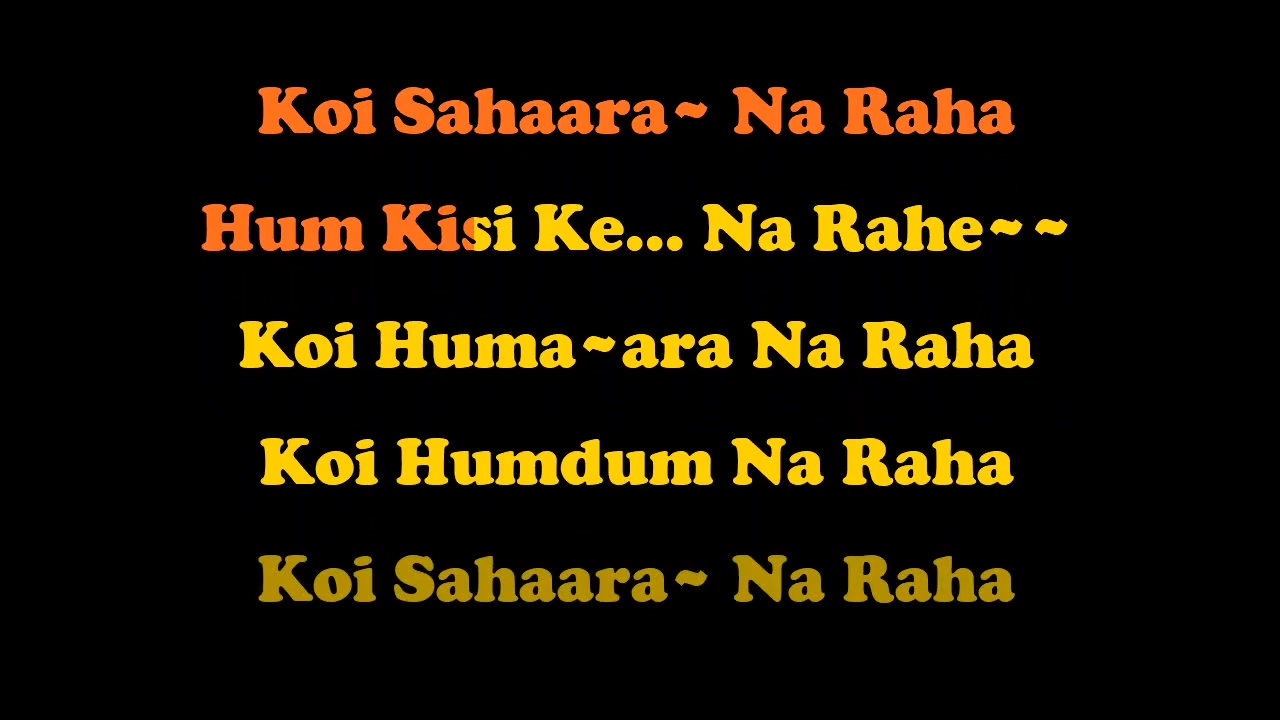 Koi Sahaara~ Na Raha
Hum Kisi Ke... Na Rahe~~
Koi Huma~ara Na Raha
Koi Humdum Na Raha
Koi Sahaara~ Na Raha